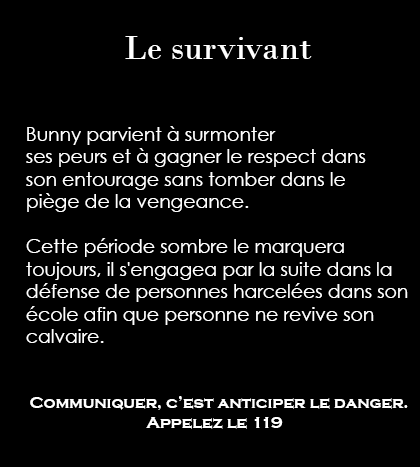 Le survivant
Bunny parvient à surmonter
ses peurs et à gagner le respect dans
son entourage sans tomber dans le
piège de la vengeance.
Cette période sombre le marquera
toujours, il s'engagea par la suite dans la
défense de personnes harcelées dans son
école afin que personne ne revive son
calvaire.
Communiquer, c'est anticiper le danger.
Appelez le 119